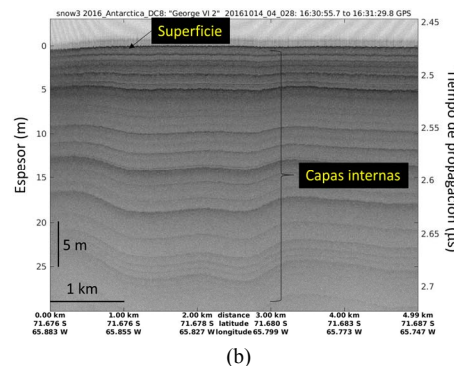 snow3 2016_Antarctica_DC8: "George VI 2" 20161014_04_028: 16:30:55.7 to 16:31:29.8 GPS
Superficie
Espesor (m)
0
5
10
15
20
25
Capas internas
5 m
1 km
2.45
2.5
2.55
2.6
2.65
2.7
Tiempo de propagación (µs)
0.00 km 1.00 km 2.00 km distance 3.00 km 4.00 km 4.99 km
71.676 S 71.676 S 71.678 S latitude 71.680 S 71.683 S 71.687 S
65.883 W 65.855 W 65.827 W longitude 65.799 W 65.773 W 65.747 W
(b)